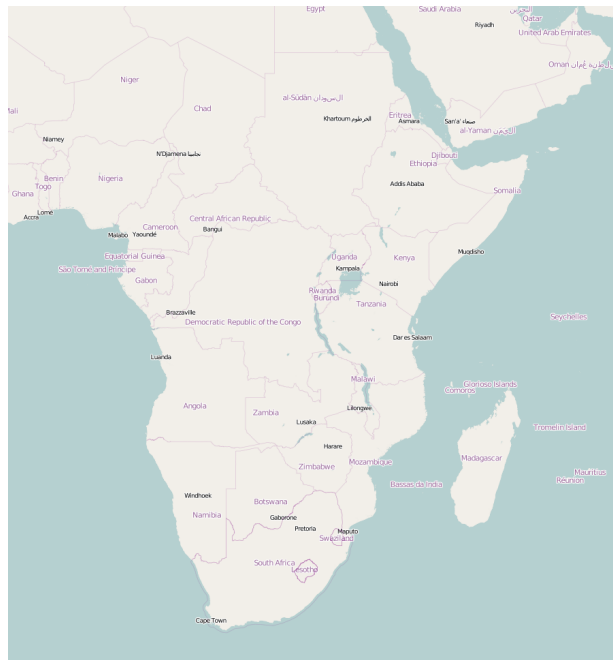 Egypt
Saudi Arabia
Riyadh
Qatar
United Arab Emirates
Niger
Chad
al-Sūdān السودان
Oman
Mali
Khartoum الخرطوم
Eritrea
Asmara
San'a' صنعاء
al-Yaman اليمن
Niamey
N'Djamena نجامينا
Djibouti
Ethiopia
Benin
Nigeria
Togo
Ghana
Addis Ababa
Somalia
Lomé
Accra
Central African Republic
Cameroon
Bangui
Malabo
Yaoundé
Muqdisho
Equatorial Guinea
Uganda
Kenya
São Tomé and Príncipe
Kampala
Gabon
Nairobi
Rwanda
Burundi
Tanzania
Brazzaville
Democratic Republic of the Congo
Seychelles
Dar es Salaam
Luanda
Malawi
Glorioso Islands
Comoros
Angola
Zambia
Lilongwe
Lusaka
Tromelin Island
Harare
Zimbabwe
Mozambique
Madagascar
Mauritius
Réunion
Bassas da India
Windhoek
Botswana
Namibia
Gaborone
Pretoria
Maputo
Swaziland
South Africa
Lesotho
Cape Town